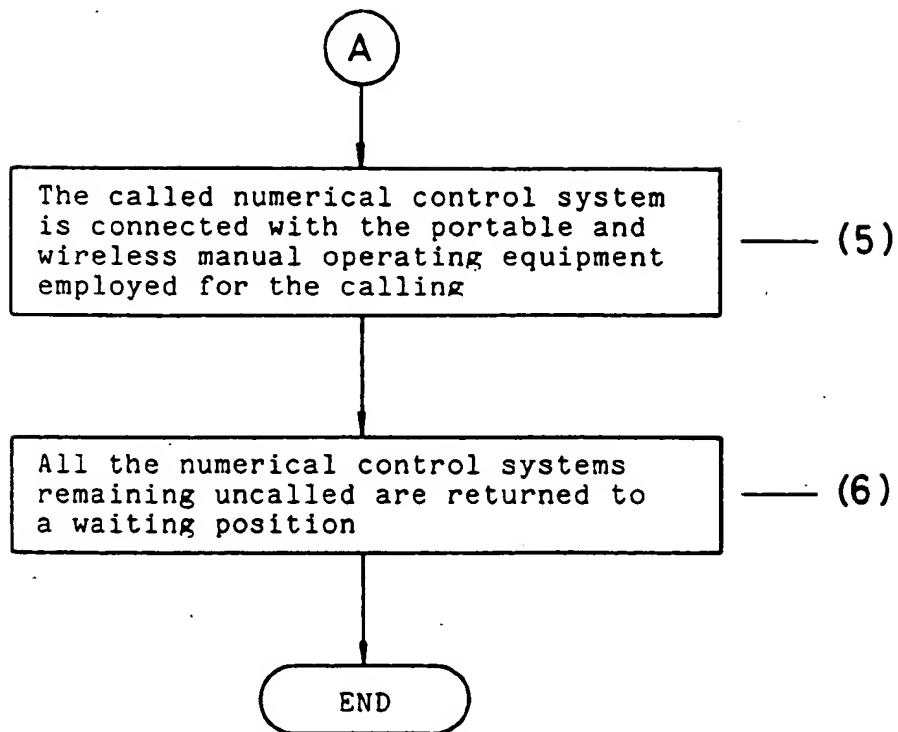 A
The called numerical control system
is connected with the portable and
wireless manual operating equipment
employed for the calling
(5)
All the numerical control systems
remaining uncalled are returned to
a waiting position
(6)
END